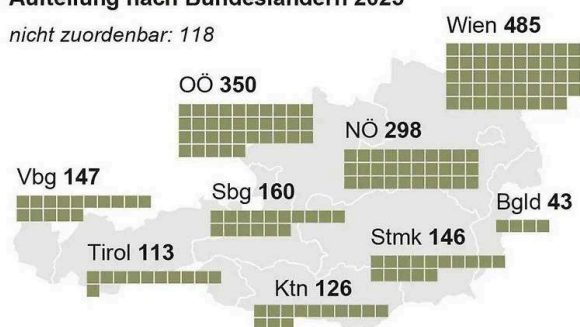 Aufteilung nach Bundesländern 2023
nicht zuordenbar: 118
Wien 485
OÖ 350
NÖ 298
Vbg 147
Sbg 160
Bgld 43
Stmk 146
Tirol 113
Ktn 126